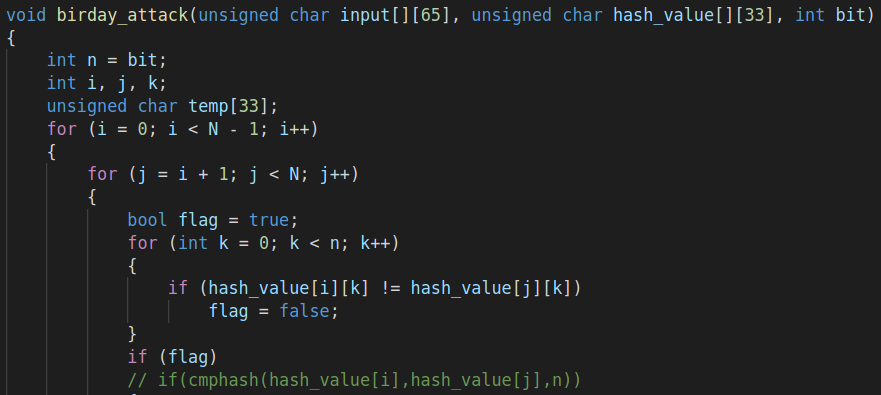 void birday_attack(unsigned char input[][65], unsigned char hash_value[][33], int bit)
{
    int n = bit;
    int i, j, k;
    unsigned char temp[33];
    for (i = 0; i < N - 1; i++)
    {
        for (j = i + 1; j < N; j++)
        {
            bool flag = true;
            for (int k = 0; k < n; k++)
            {
                if (hash_value[i][k] != hash_value[j][k])
                    flag = false;
            }
            if (flag)
            // if(cmphash(hash_value[i],hash_value[j],n))